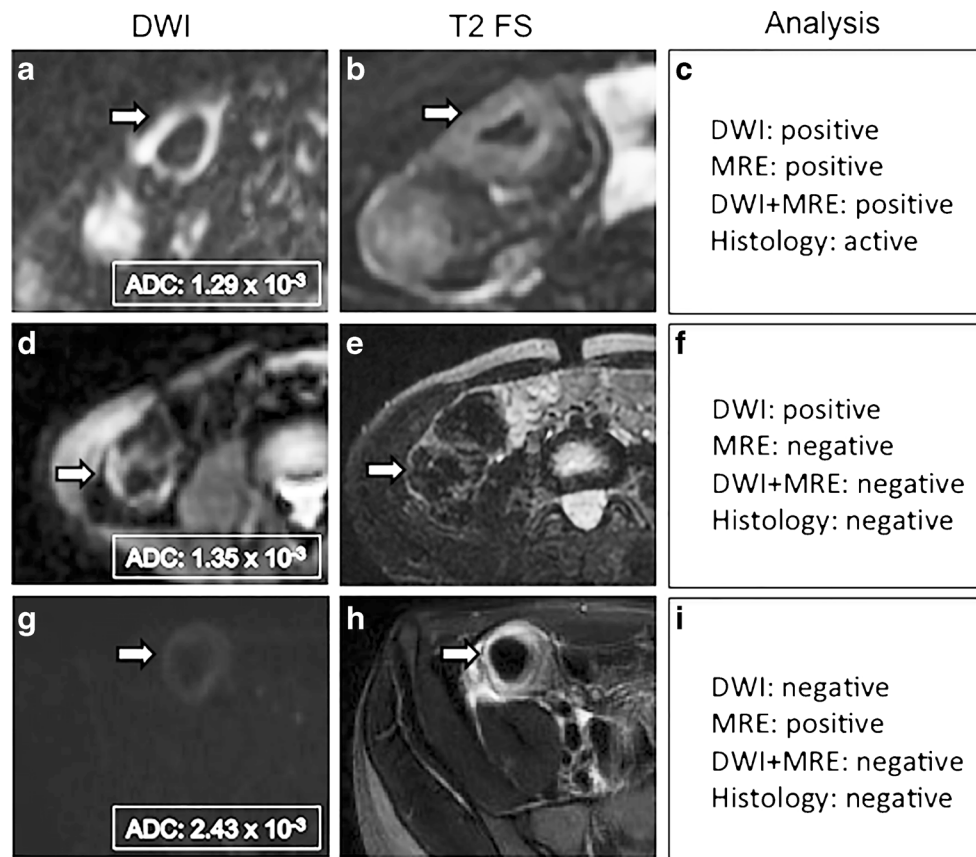 DWI T2 FS Analysis
a b c
DWI: positive
MRE: positive
DWI+MRE: positive
Histology: active
ADC: 1.29 x 10⁻³
d e f
DWI: positive
MRE: negative
DWI+MRE: negative
Histology: negative
ADC: 1.35 x 10⁻³
g h i
DWI: negative
MRE: positive
DWI+MRE: negative
Histology: negative
ADC: 2.43 x 10⁻³